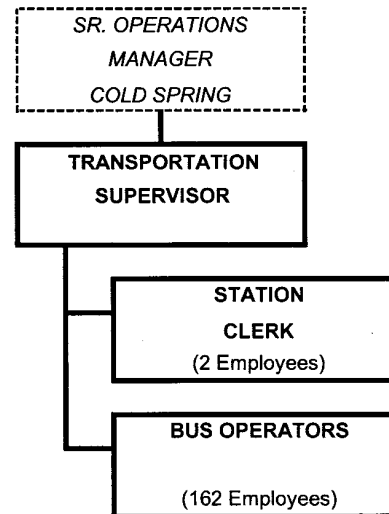 SR. OPERATIONS
MANAGER
COLD SPRING
TRANSPORTATION
SUPERVISOR
STATION
CLERK
(2 Employees)
BUS OPERATORS
(162 Employees)